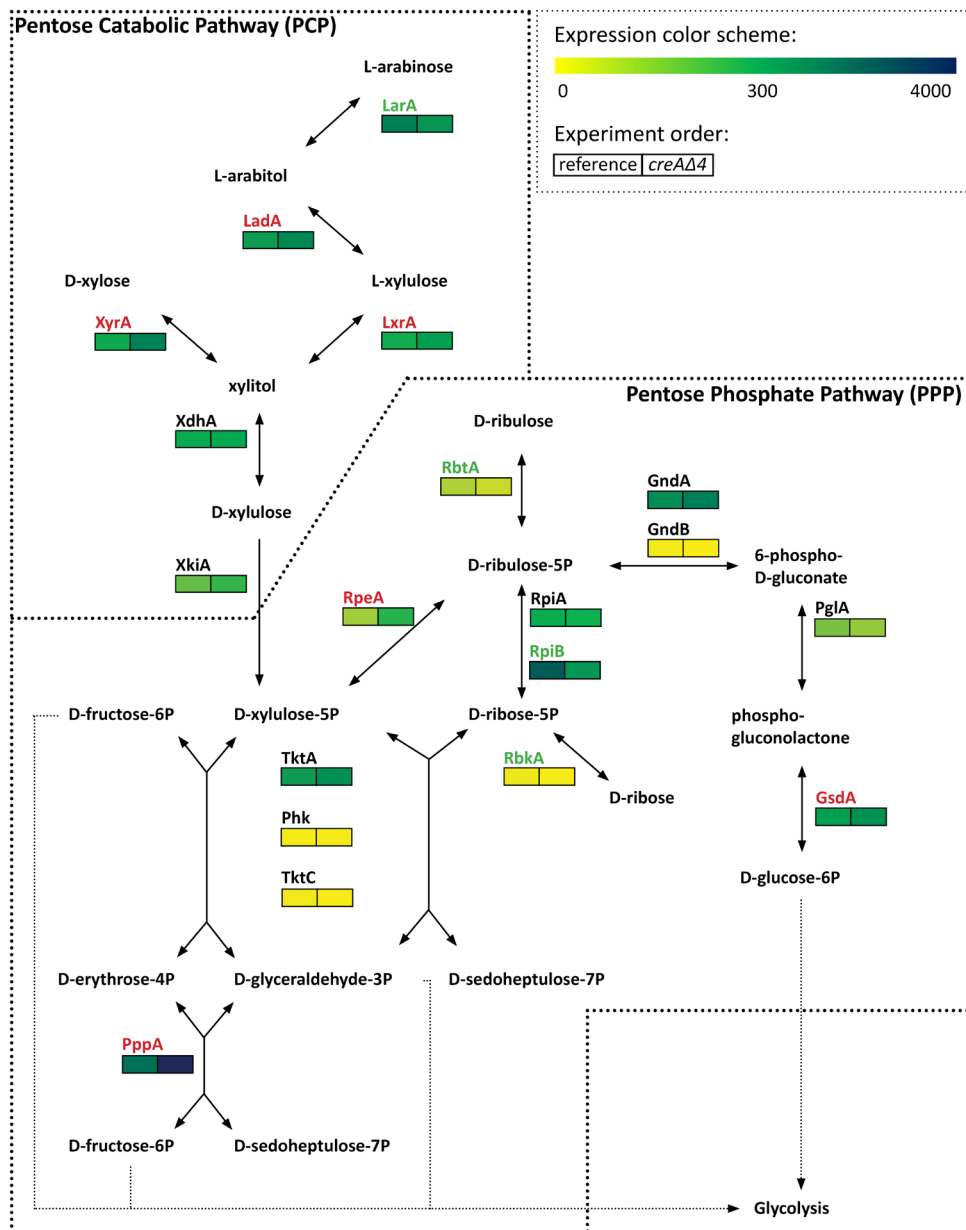 Pentose Catabolic Pathway (PCP)
Expression color scheme:
0 300 4000
Experiment order:
reference creAΔ4
L-arabinose
LarA
L-arabitol
LadA
D-xylose
L-xylulose
XyrA
LxrA
xylitol
XdhA
D-xylulose
XkiA
Pentose Phosphate Pathway (PPP)
D-ribulose
RbtA
GndA
GndB
D-ribulose-5P
6-phospho-
D-gluconate
RpeA
RpiA
PglA
RpiB
D-fructose-6P
D-xylulose-5P
D-ribose-5P
phospho-
gluconolactone
TktA
RbkA
D-ribose
GsdA
Phk
TktC
D-glucose-6P
D-erythrose-4P
D-glyceraldehyde-3P
D-sedoheptulose-7P
PppA
D-fructose-6P
D-sedoheptulose-7P
Glycolysis